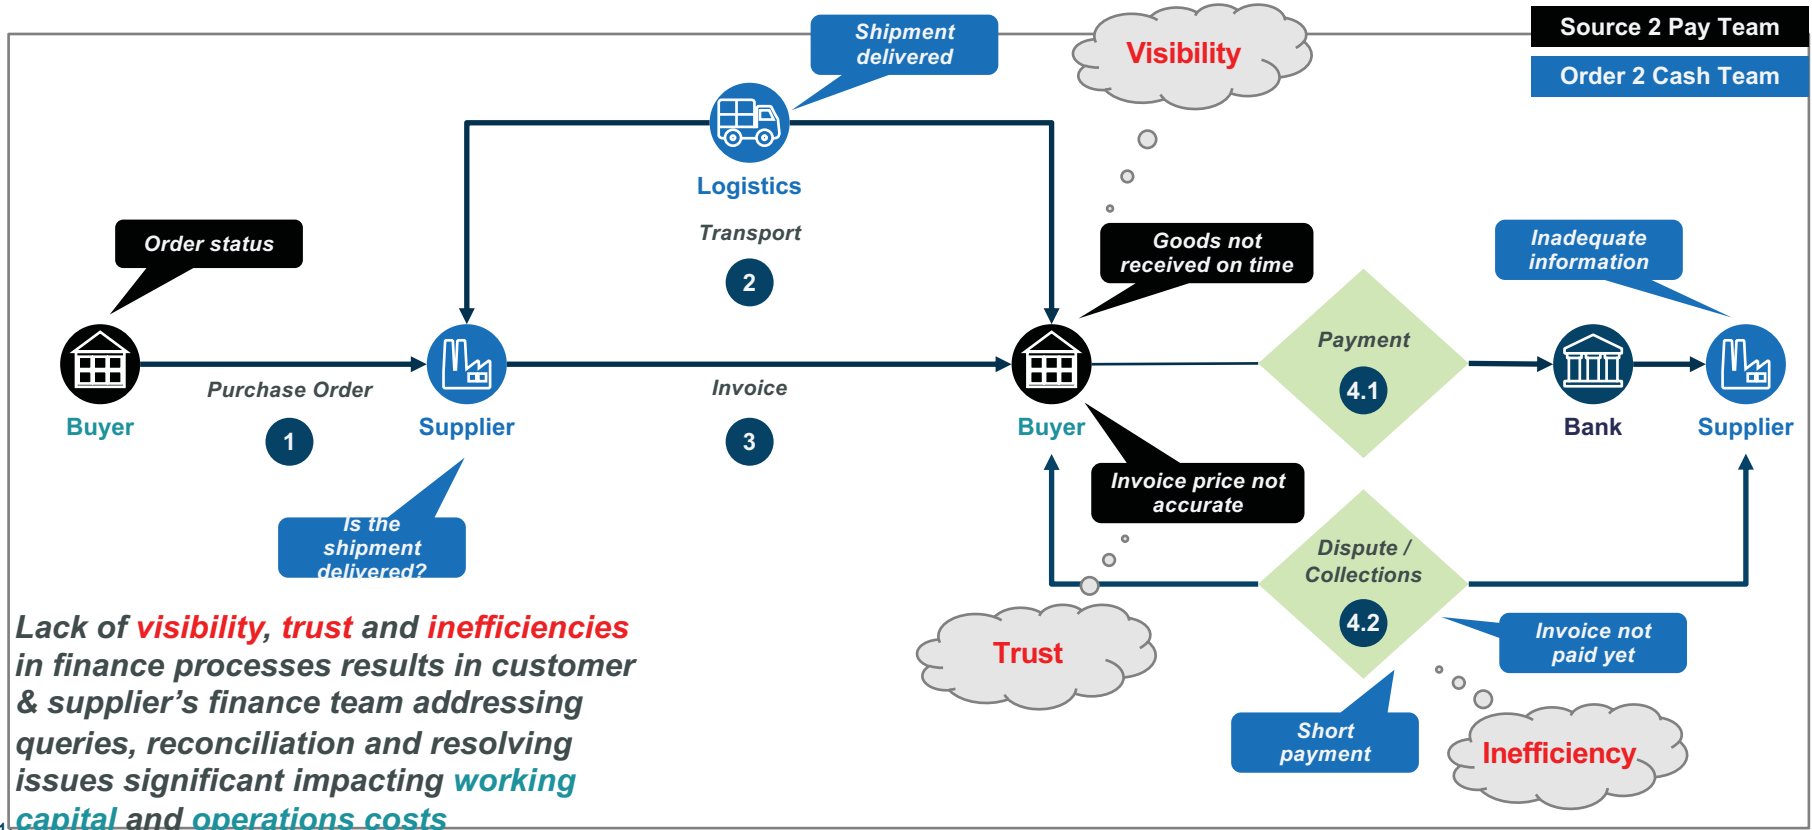 Source 2 Pay Team
Order 2 Cash Team
Shipment
delivered
Visibility
Logistics
Transport
2
Order status
Goods not
received on time
Inadequate
information
Buyer
Purchase Order
1
Supplier
Invoice
3
Buyer
Payment
4.1
Bank
Supplier
Is the
shipment
delivered?
Invoice price not
accurate
Dispute /
Collections
4.2
Trust
Invoice not
paid yet
Short
payment
Inefficiency
Lack of visibility, trust and inefficiencies
in finance processes results in customer
& supplier’s finance team addressing
queries, reconciliation and resolving
issues significant impacting working
capital and operations costs
1